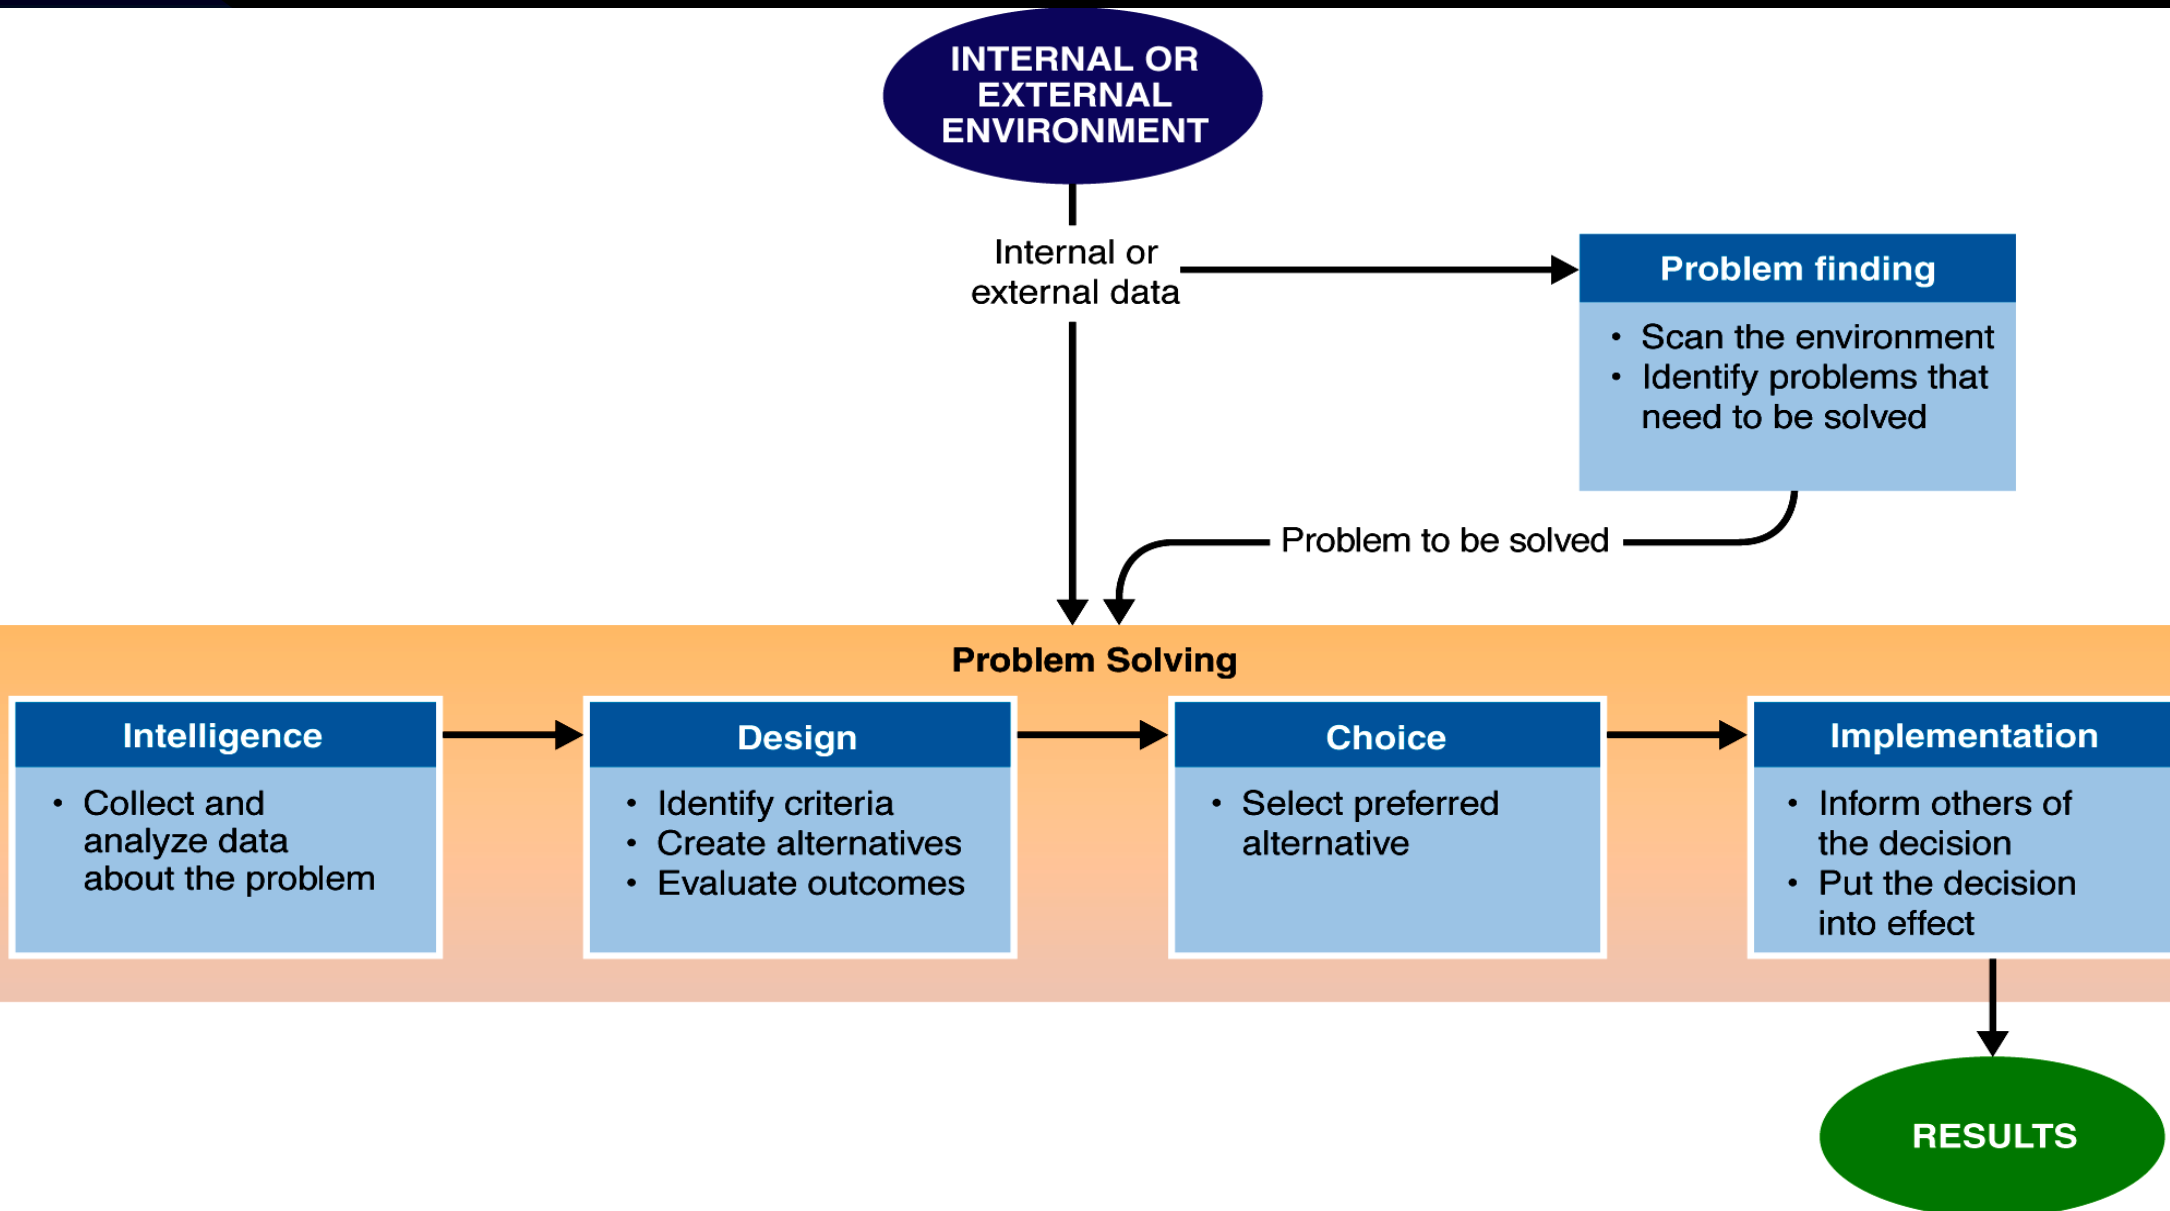 INTERNAL OR
EXTERNAL
ENVIRONMENT
Internal or
external data
Problem finding
• Scan the environment
• Identify problems that
need to be solved
Problem to be solved
Problem Solving
Intelligence
• Collect and
analyze data
about the problem
Design
• Identify criteria
• Create alternatives
• Evaluate outcomes
Choice
• Select preferred
alternative
Implementation
• Inform others of
the decision
• Put the decision
into effect
RESULTS